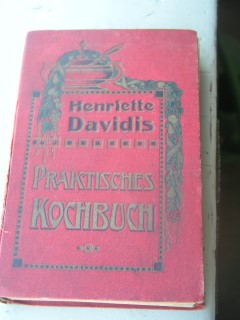 Henriette
Davidis
PRAKTISCHES
KOCHBUCH